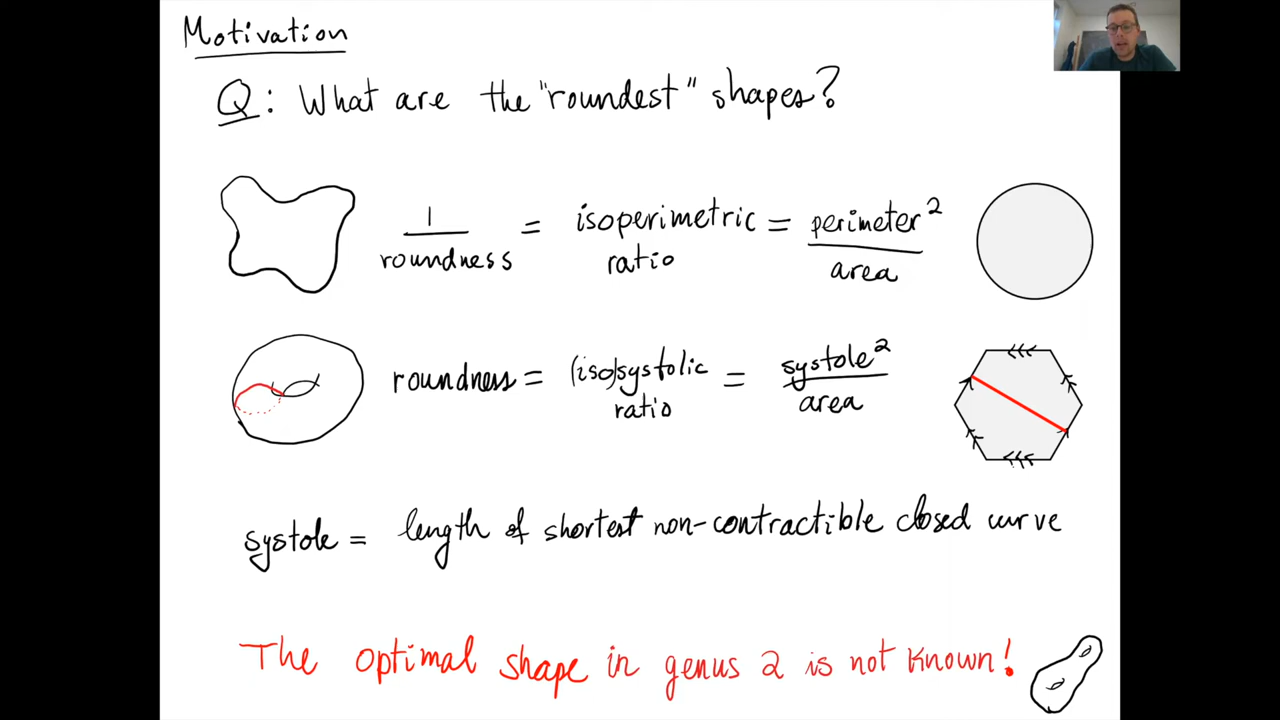 Motivation
Q: What are the "roundest" shapes?
1/roundness = isoperimetric ratio = perimeter²/area
roundness = (iso)systolic ratio = systole²/area
systole = length of shortest non-contractible closed curve
The optimal shape in genus 2 is not known!